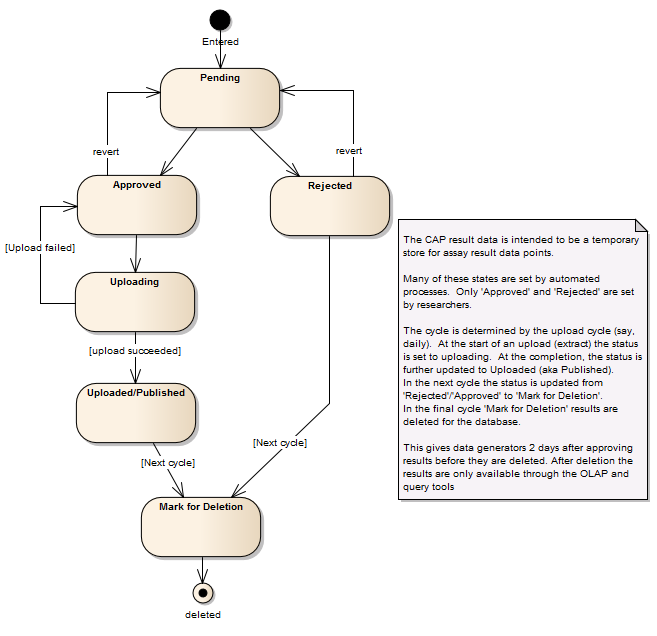 Entered
Pending
revert
revert
Approved
Rejected
[Upload failed]
Uploading
[upload succeeded]
Uploaded/Published
[Next cycle]
[Next cycle]
Mark for Deletion
deleted
The CAP result data is intended to be a temporary
store for assay result data points.
Many of these states are set by automated
processes.  Only 'Approved' and 'Rejected' are set
by researchers.
The cycle is determined by the upload cycle (say,
daily).  At the start of an upload (extract) the status
is set to uploading.  At the completion, the status is
further updated to Uploaded (aka Published).
In the next cycle the status is updated from
'Rejected'/'Approved' to 'Mark for Deletion'.
In the final cycle 'Mark for Deletion' results are
deleted for the database.
This gives data generators 2 days after approving
results before they are deleted. After deletion the
results are only available through the OLAP and
query tools